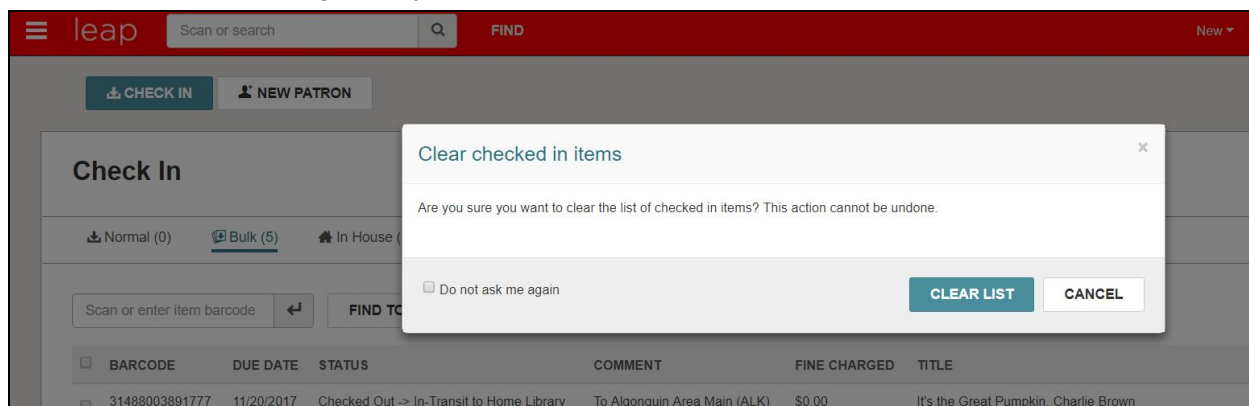 leap Scan or search FIND New
CHECK IN NEW PATRON
Clear checked in items ×
Check In
Are you sure you want to clear the list of checked in items? This action cannot be undone.
Normal (0) Bulk (5) In House (
Do not ask me again CLEAR LIST CANCEL
Scan or enter item barcode FIND TO
BARCODE DUE DATE STATUS COMMENT FINE CHARGED TITLE
31488003891777 11/20/2017 Checked Out -> In-Transit to Home Library To Algonquin Area Main (ALK) $0.00 It's the Great Pumpkin, Charlie Brown